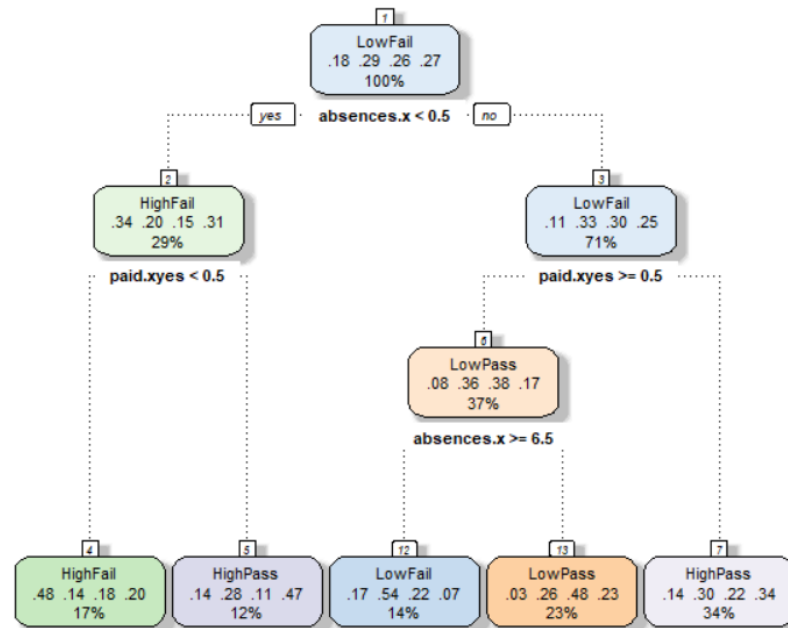 1
LowFail
.18 .29 .26 .27
100%
yes absences.x < 0.5 no
2
HighFail
.34 .20 .15 .31
29%
paid.xyes < 0.5
3
LowFail
.11 .33 .30 .25
71%
paid.xyes >= 0.5
6
LowPass
.08 .36 .38 .17
37%
absences.x >= 6.5
4
HighFail
.48 .14 .18 .20
17%
5
HighPass
.14 .28 .11 .47
12%
12
LowFail
.17 .54 .22 .07
14%
13
LowPass
.03 .26 .48 .23
23%
7
HighPass
.14 .30 .22 .34
34%